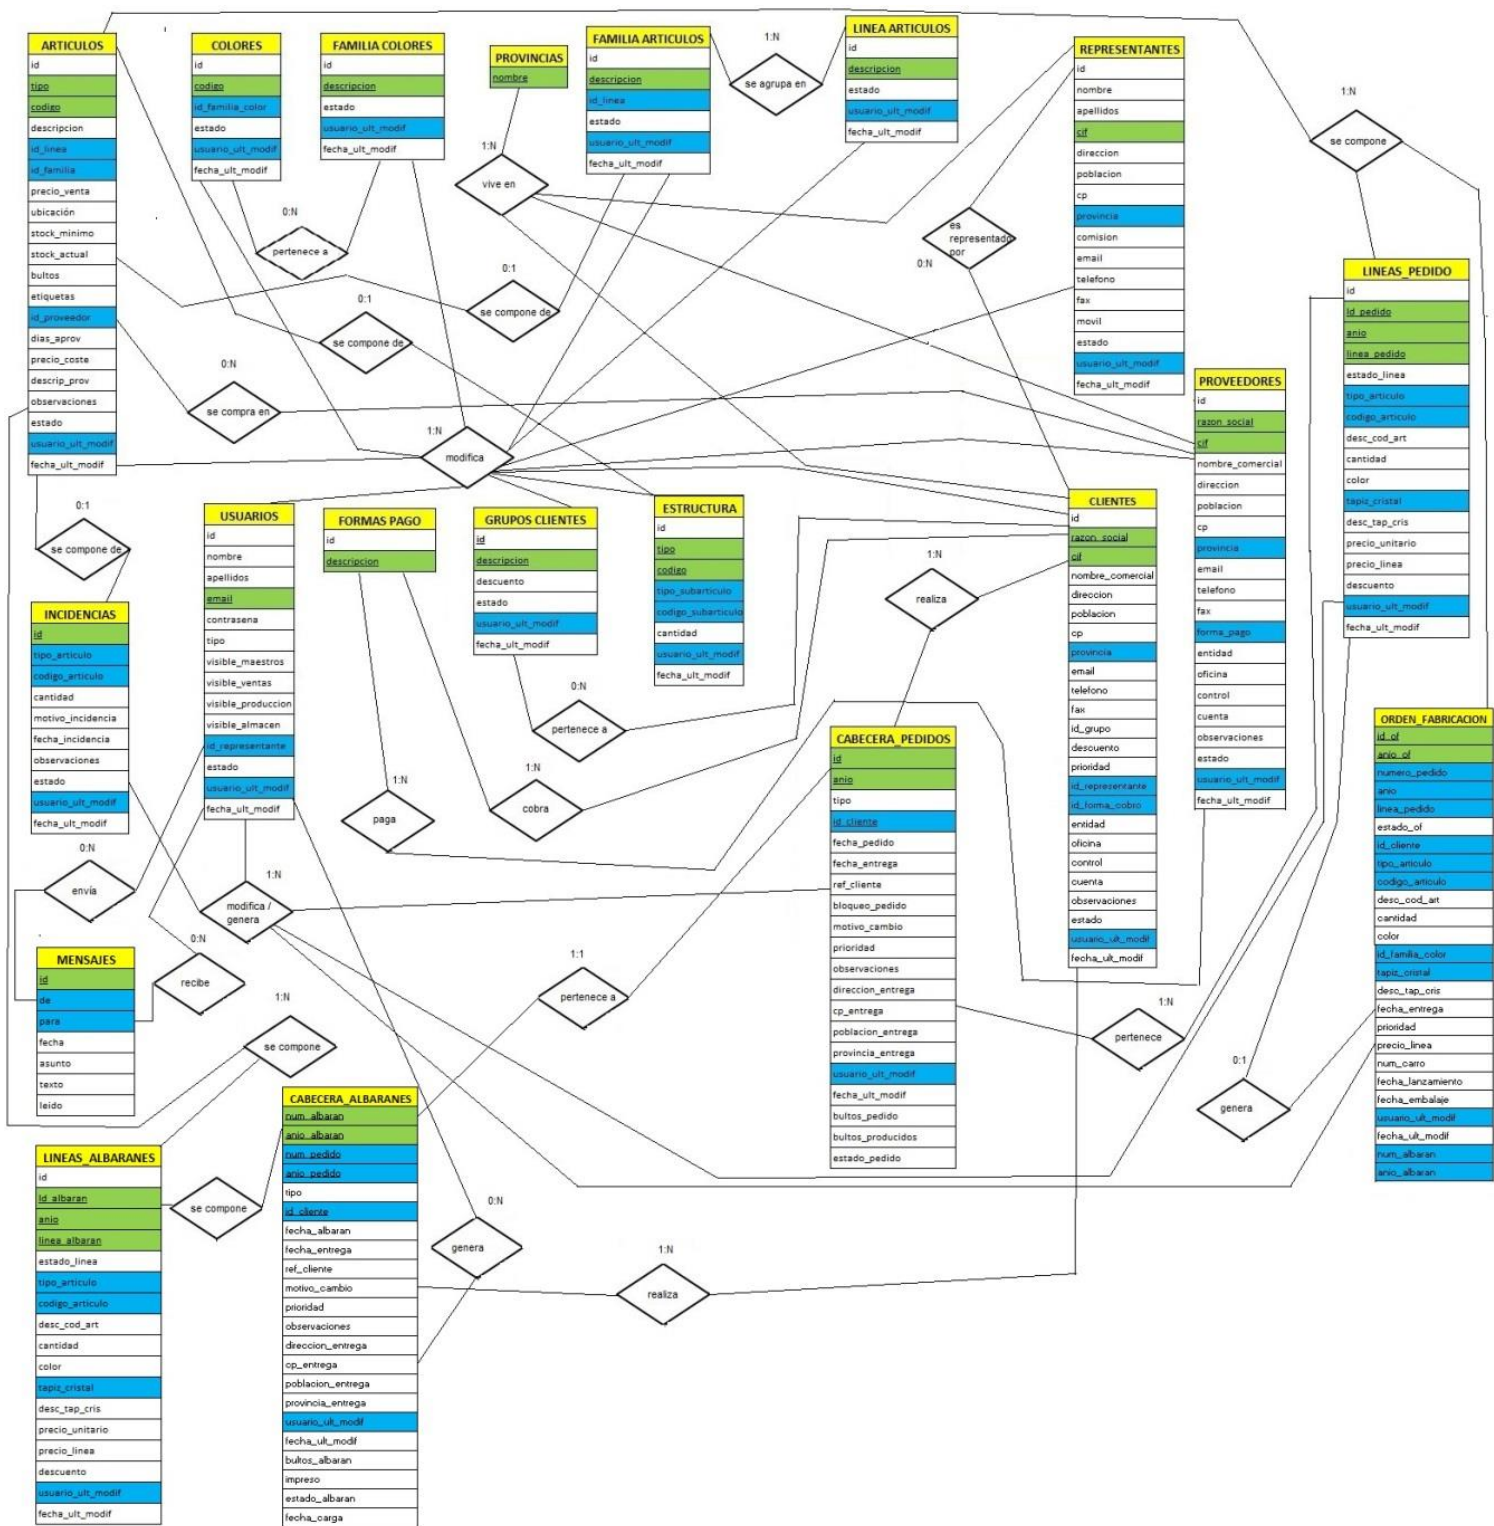 ARTICULOS
id
tipo
codigo
descripcion
id_linea
id_familia
precio_venta
ubicación
stock_minimo
stock_actual
bultos
etiquetas
id_proveedor
dias_aprov
precio_coste
descrip_prov
observaciones
estado
usuario_ult_modif
fecha_ult_modif
COLORES
id
codigo
id_familia_color
estado
usuario_ult_modif
fecha_ult_modif
FAMILIA COLORES
id
descripcion
estado
usuario_ult_modif
fecha_ult_modif
PROVINCIAS
nombre
FAMILIA ARTICULOS
id
descripcion
id_linea
estado
usuario_ult_modif
fecha_ult_modif
1:N
se agrupa en
LINEA ARTICULOS
id
descripcion
estado
usuario_ult_modif
fecha_ult_modif
REPRESENTANTES
id
nombre
apellidos
cif
direccion
poblacion
cp
provincia
comision
email
telefono
fax
movil
estado
usuario_ult_modif
fecha_ult_modif
1:N
se compone
1:N
vive en
0:N
pertenece a
0:1
se compone de
0:1
se compone de
es
representado
por
0:N
0:N
se compra en
1:N
modifica
LINEAS_PEDIDO
id
Id_pedido
anio
linea_pedido
estado_linea
tipo_articulo
codigo_articulo
desc_cod_art
cantidad
color
tapiz_cristal
desc_tap_cris
precio_unitario
precio_linea
descuento
usuario_ult_modif
fecha_ult_modif
PROVEEDORES
id
razon_social
cif
nombre_comercial
direccion
poblacion
cp
provincia
email
telefono
fax
forma_pago
entidad
oficina
control
cuenta
observaciones
estado
usuario_ult_modif
fecha_ult_modif
0:1
se compone de
USUARIOS
id
nombre
apellidos
email
contrasena
tipo
visible_maestros
visible_ventas
visible_produccion
visible_almacen
id_representante
estado
usuario_ult_modif
fecha_ult_modif
FORMAS PAGO
id
descripcion
GRUPOS CLIENTES
id
descripcion
descuento
estado
usuario_ult_modif
fecha_ult_modif
ESTRUCTURA
id
tipo
codigo
tipo_subarticulo
codigo_subarticulo
cantidad
usuario_ult_modif
fecha_ult_modif
1:N
realiza
CLIENTES
id
razon_social
cif
nombre_comercial
direccion
poblacion
cp
provincia
email
telefono
fax
id_grupo
descuento
prioridad
id_representante
id_forma_cobro
entidad
oficina
control
cuenta
observaciones
estado
usuario_ult_modif
fecha_ult_modif
INCIDENCIAS
id
tipo_articulo
codigo_articulo
cantidad
motivo_incidencia
fecha_incidencia
observaciones
estado
usuario_ult_modif
fecha_ult_modif
0:N
pertenece a
1:N
cobra
1:N
paga
CABECERA_PEDIDOS
id
anio
tipo
id_cliente
fecha_pedido
fecha_entrega
ref_cliente
bloqueo_pedido
motivo_cambio
prioridad
observaciones
direccion_entrega
cp_entrega
poblacion_entrega
provincia_entrega
usuario_ult_modif
fecha_ult_modif
bultos_pedido
bultos_producidos
estado_pedido
ORDEN_FABRICACION
id_of
anio_of
numero_pedido
anio
linea_pedido
estado_of
id_cliente
tipo_articulo
codigo_articulo
desc_cod_art
cantidad
color
id_familia_color
tapiz_cristal
desc_tap_cris
fecha_entrega
prioridad
precio_linea
num_carro
fecha_lanzamiento
fecha_embalaje
usuario_ult_modif
fecha_ult_modif
num_albaran
anio_albaran
0:N
envía
1:N
modifica /
genera
0:N
recibe
MENSAJES
id
de
para
fecha
asunto
texto
leido
1:N
se compone
1:1
pertenece a
1:N
pertenece
0:1
genera
CABECERA_ALBARANES
num_albaran
anio_albaran
num_pedido
anio_pedido
tipo
id_cliente
fecha_albaran
fecha_entrega
ref_cliente
motivo_cambio
prioridad
observaciones
direccion_entrega
cp_entrega
poblacion_entrega
provincia_entrega
usuario_ult_modif
fecha_ult_modif
bultos_albaran
impreso
estado_albaran
fecha_carga
LINEAS_ALBARANES
id
Id_albaran
anio
linea_albaran
estado_linea
tipo_articulo
codigo_articulo
desc_cod_art
cantidad
color
tapiz_cristal
desc_tap_cris
precio_unitario
precio_linea
descuento
usuario_ult_modif
fecha_ult_modif
se compone
0:N
genera
1:N
realiza